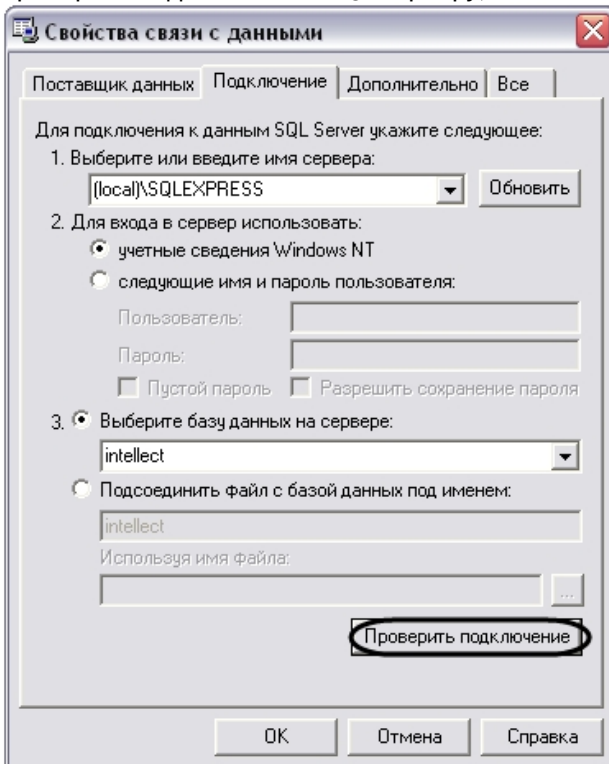 Свойства связи с данными
Поставщик данных Подключение Дополнительно Все
Для подключения к данным SQL Server укажите следующее:
1. Выберите или введите имя сервера:
(local)\SQLEXPRESS Обновить
2. Для входа в сервер использовать:
учетные сведения Windows NT
следующие имя и пароль пользователя:
Пользователь:
Пароль:
Пустой пароль Разрешить сохранение пароля
3. Выберите базу данных на сервере:
intellect
Подсоединить файл с базой данных под именем:
intellect
Используя имя файла:
...
Проверить подключение
OK Отмена Справка